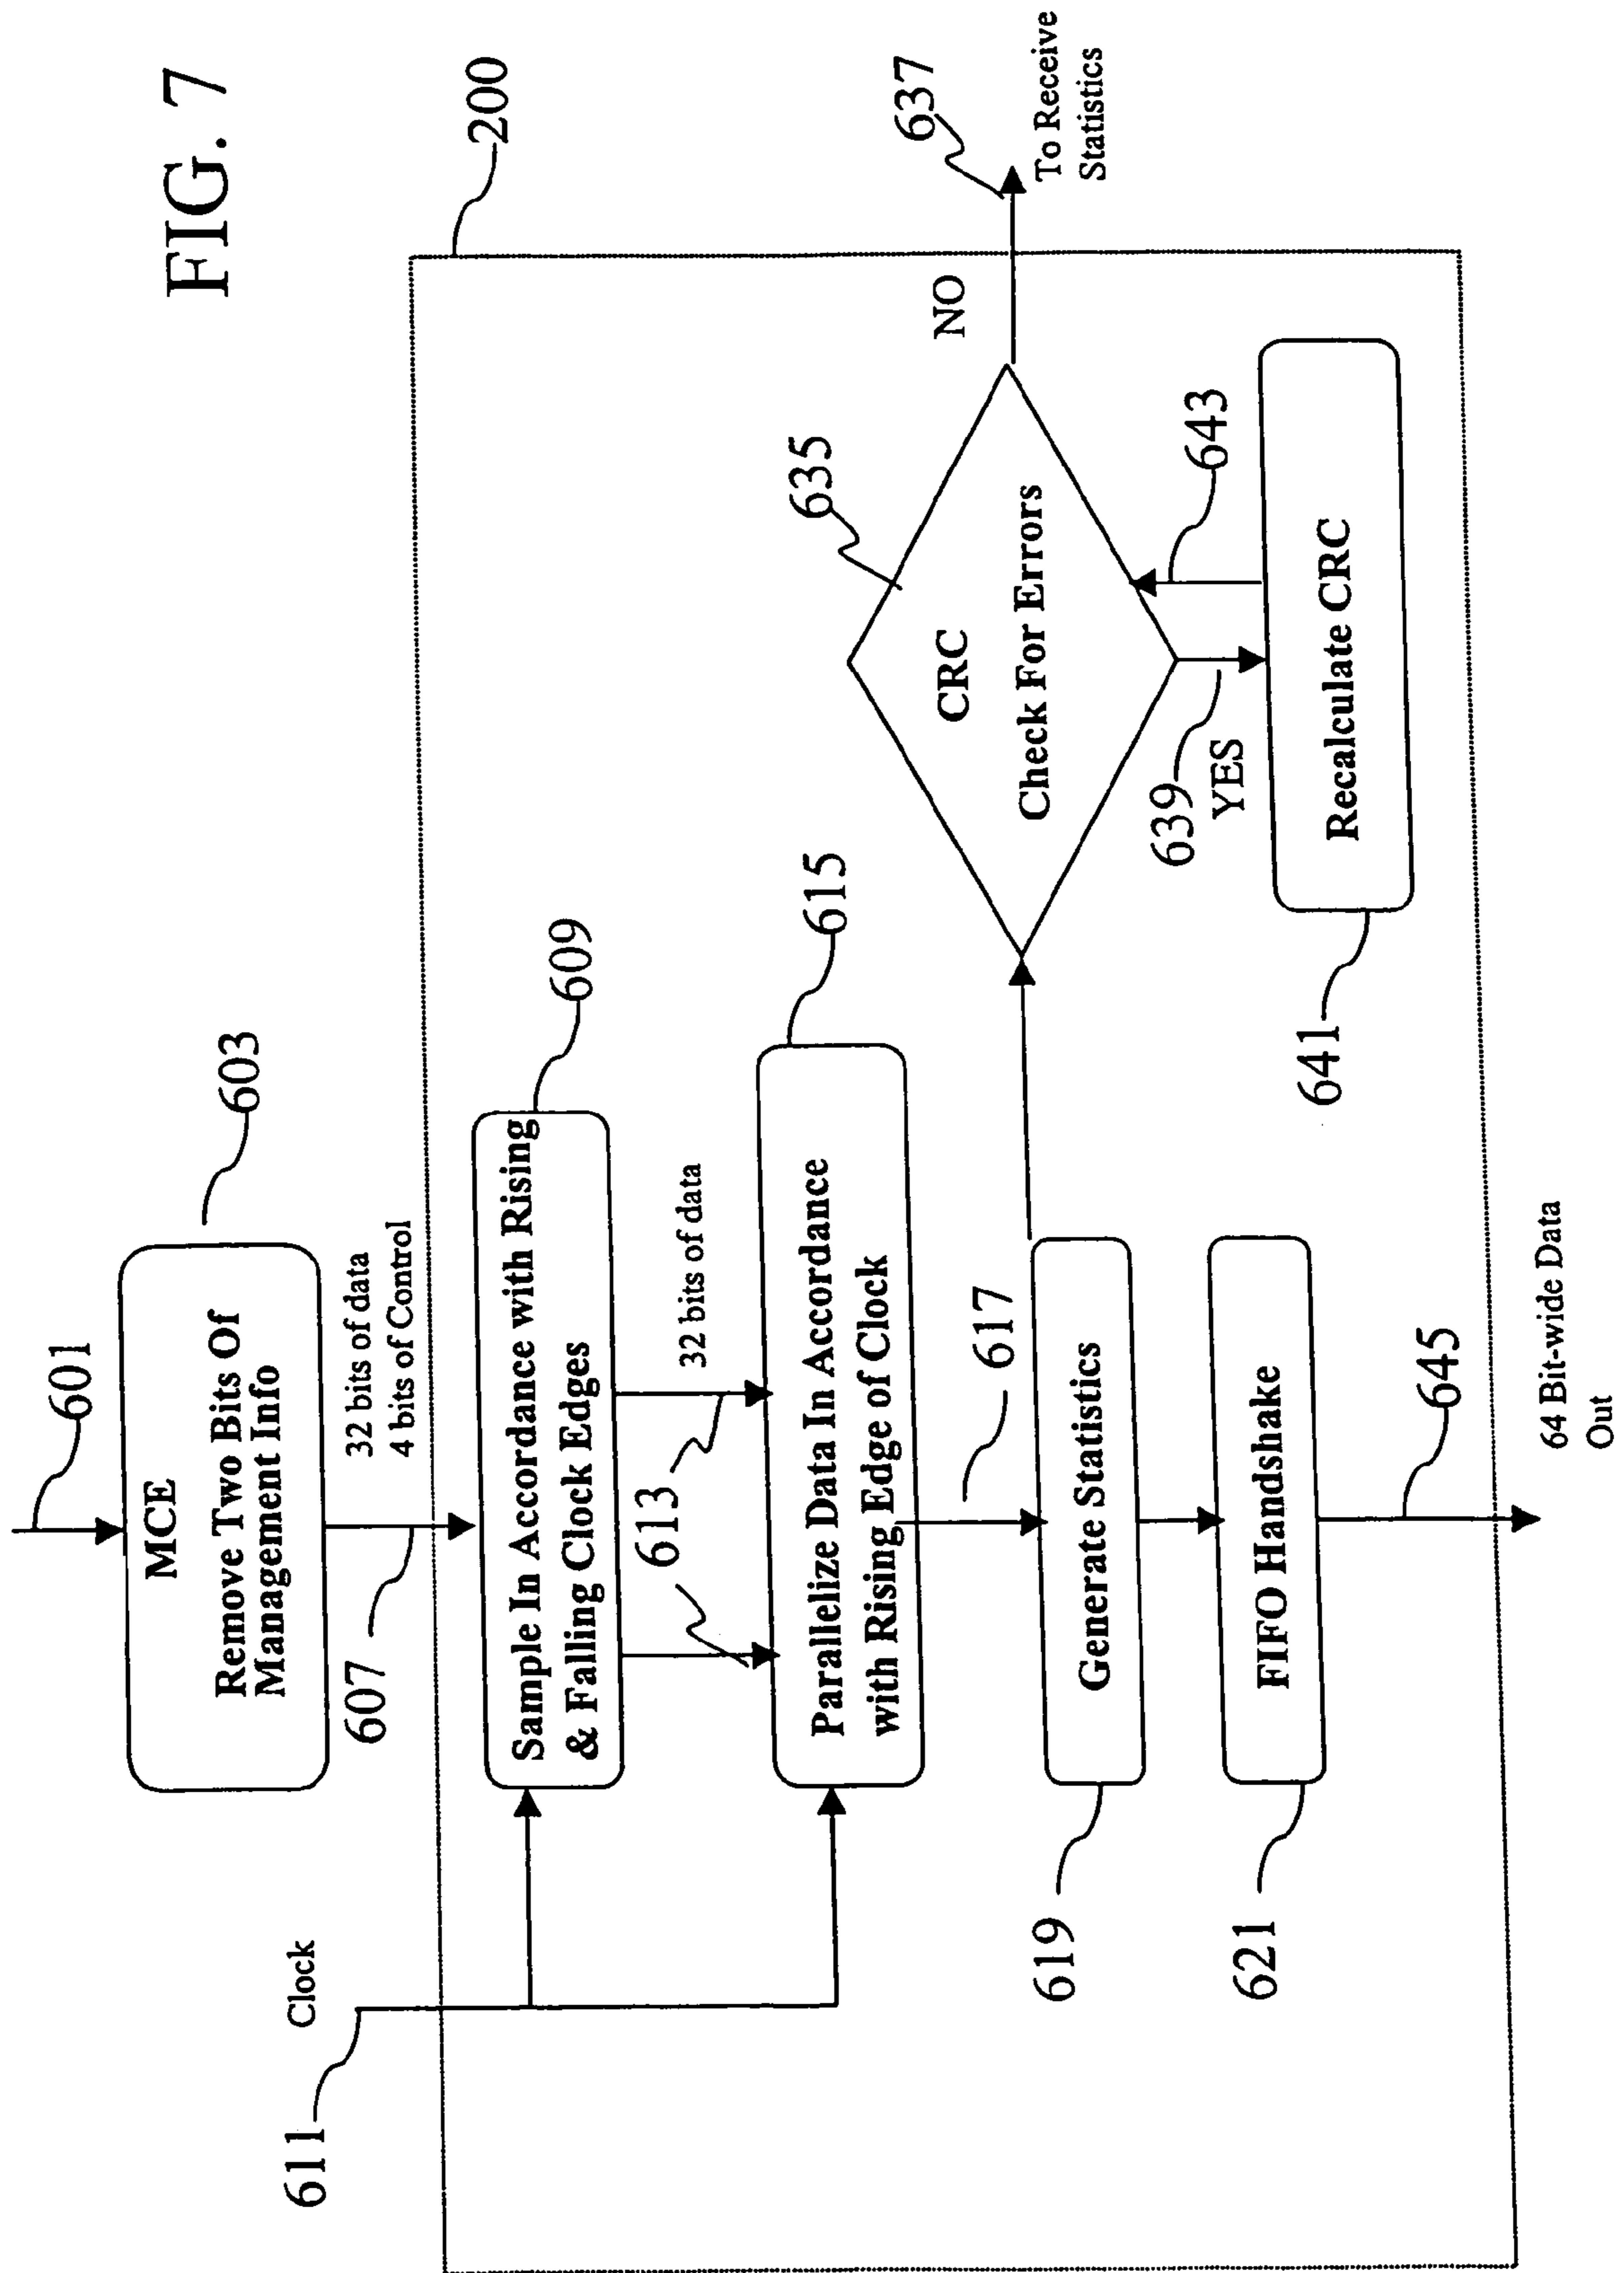 FIG. 7
601
MCE
Remove Two Bits Of
Management Info
603
607
32 bits of data
4 bits of Control
200
611
Clock
Sample In Accordance with Rising
& Falling Clock Edges
609
613
32 bits of data
Parallelize Data In Accordance
with Rising Edge of Clock
615
617
Generate Statistics
619
FIFO Handshake
621
CRC
Check For Errors
635
NO
637
To Receive
Statistics
639
YES
643
Recalculate CRC
641
645
64 Bit-wide Data
Out